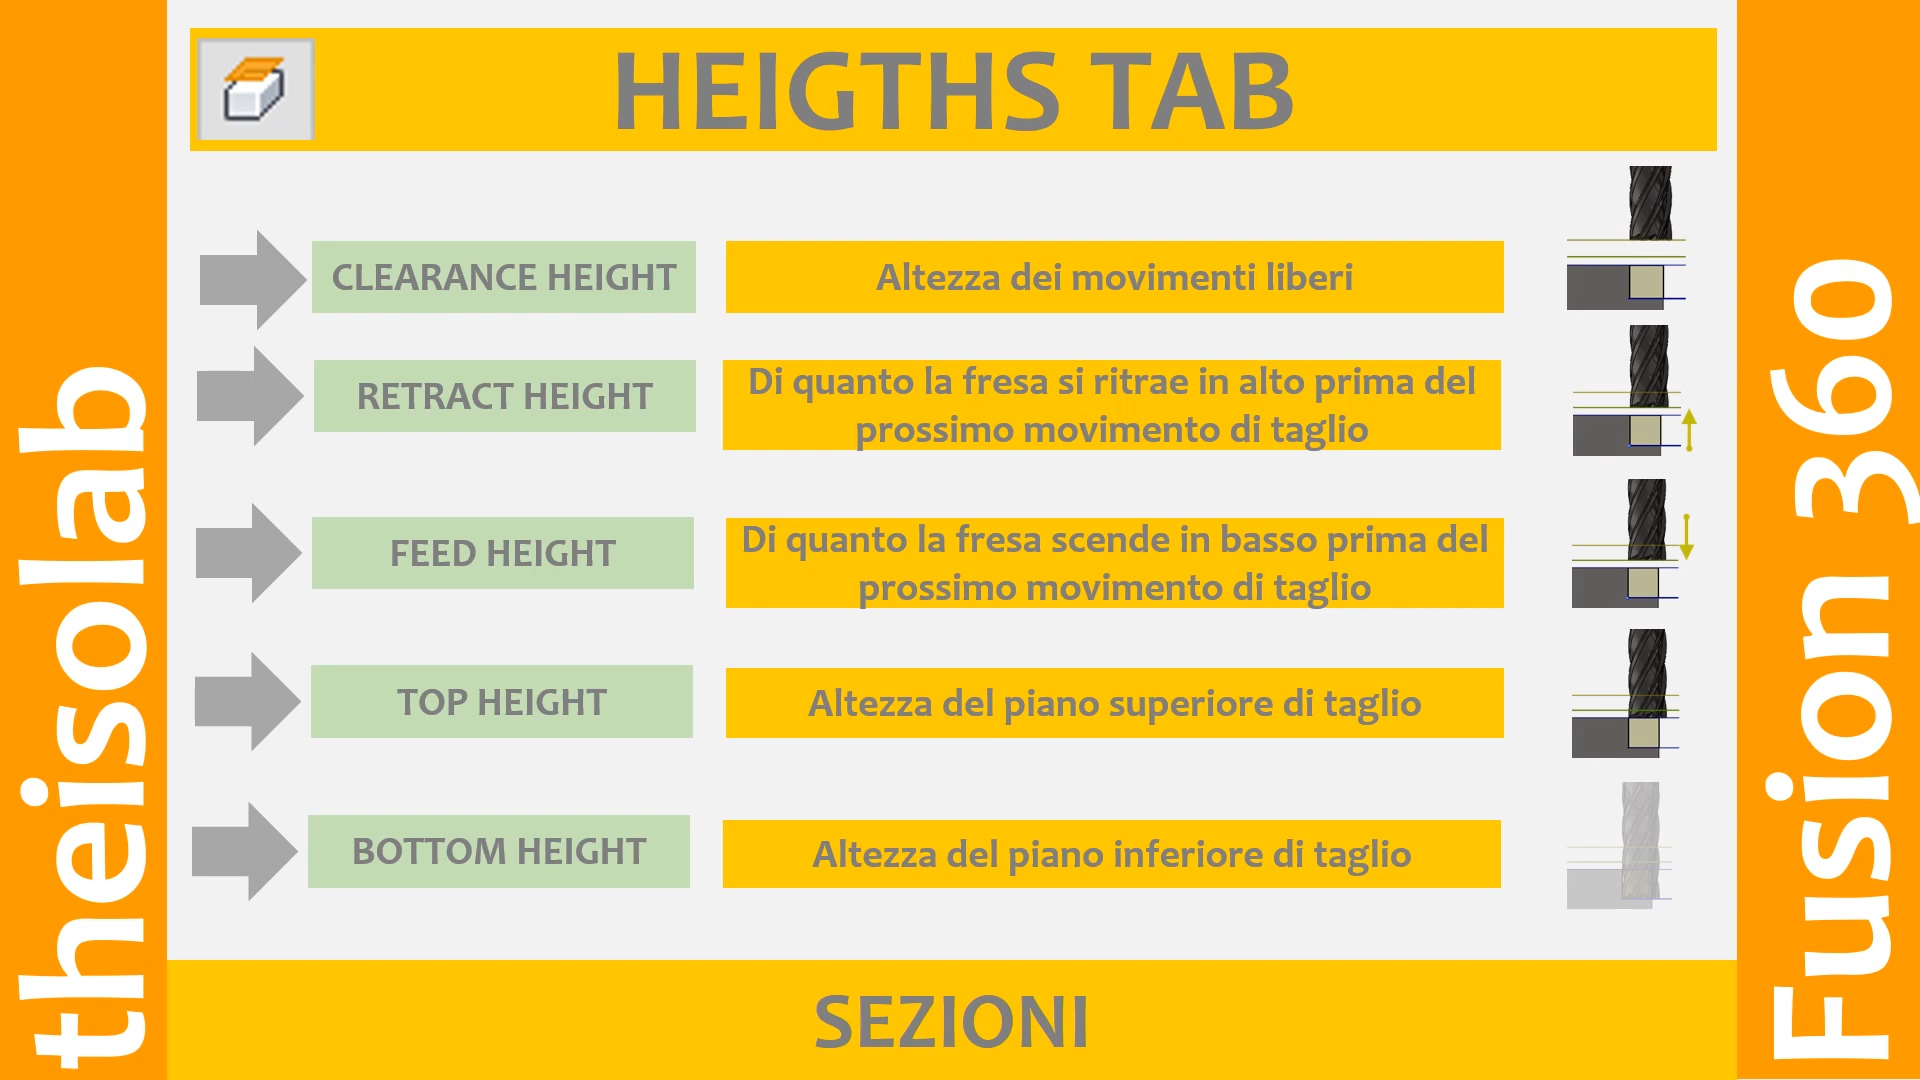 HEIGTHS TAB
CLEARANCE HEIGHT
Altezza dei movimenti liberi
RETRACT HEIGHT
Di quanto la fresa si ritrae in alto prima del
prossimo movimento di taglio
FEED HEIGHT
Di quanto la fresa scende in basso prima del
prossimo movimento di taglio
TOP HEIGHT
Altezza del piano superiore di taglio
BOTTOM HEIGHT
Altezza del piano inferiore di taglio
SEZIONI
theisolab
Fusion 360